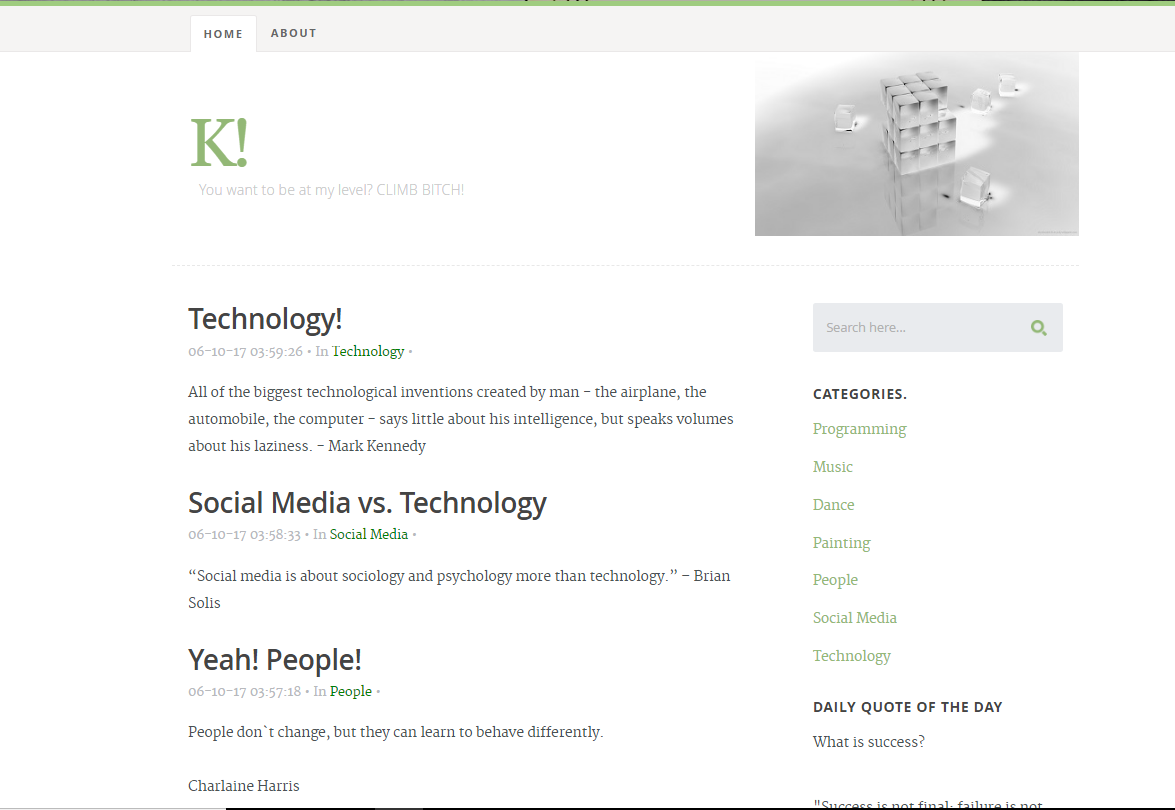 HOME ABOUT
K!
You want to be at my level? CLIMB BITCH!
Technology!
06-10-17 03:59:26 • In Technology •
All of the biggest technological inventions created by man - the airplane, the
automobile, the computer - says little about his intelligence, but speaks volumes
about his laziness. - Mark Kennedy
Social Media vs. Technology
06-10-17 03:58:33 • In Social Media •
“Social media is about sociology and psychology more than technology.” – Brian
Solis
Yeah! People!
06-10-17 03:57:18 • In People •
People don`t change, but they can learn to behave differently.
Charlaine Harris
Search here...
CATEGORIES.
Programming
Music
Dance
Painting
People
Social Media
Technology
DAILY QUOTE OF THE DAY
What is success?
"Success is not final; failure is not